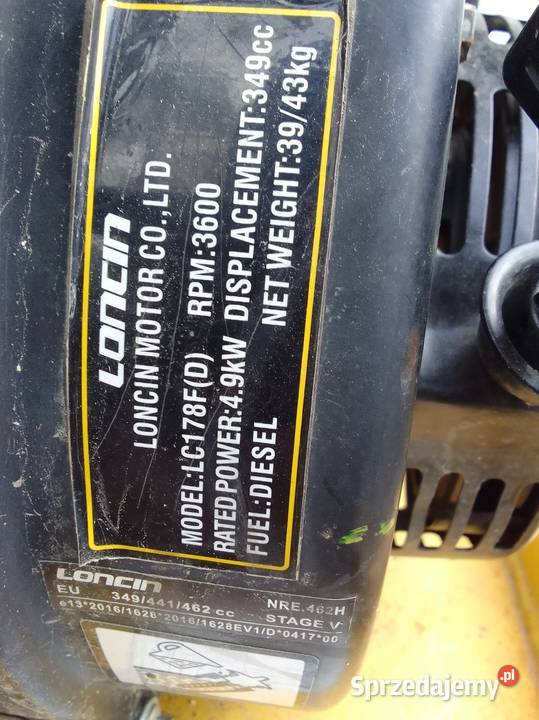 LONCIN
LONCIN MOTOR CO.,LTD.
MODEL:LC178F(D) RPM:3600
RATED POWER:4.9kW DISPLACEMENT:349cc
FUEL:DIESEL NET WEIGHT:39/43kg
LONCIN
EU 349/441/462 cc NRE.462H
e13*2016/1628*2016/1628EV1/D*0417*00 STAGE V
Sprzedajemy.pl